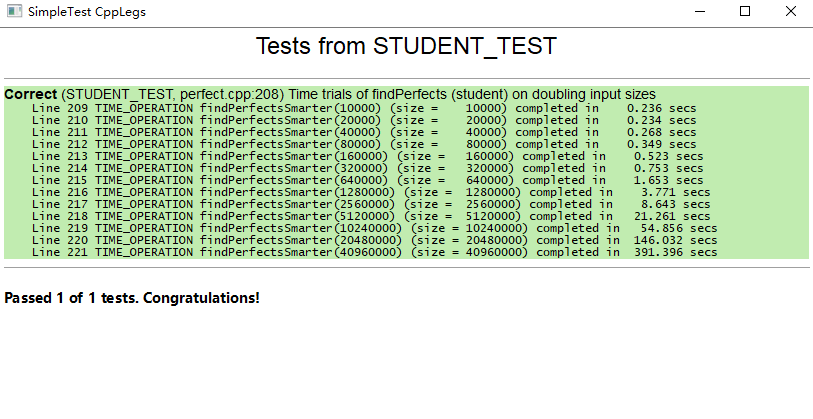 SimpleTest CppLegs
Tests from STUDENT_TEST
Correct (STUDENT_TEST, perfect.cpp:208) Time trials of findPerfects (student) on doubling input sizes
Line 209 TIME_OPERATION findPerfectsSmarter(10000) (size =    10000) completed in    0.236 secs
Line 210 TIME_OPERATION findPerfectsSmarter(20000) (size =    20000) completed in    0.234 secs
Line 211 TIME_OPERATION findPerfectsSmarter(40000) (size =    40000) completed in    0.268 secs
Line 212 TIME_OPERATION findPerfectsSmarter(80000) (size =    80000) completed in    0.349 secs
Line 213 TIME_OPERATION findPerfectsSmarter(160000) (size =   160000) completed in    0.523 secs
Line 214 TIME_OPERATION findPerfectsSmarter(320000) (size =   320000) completed in    0.753 secs
Line 215 TIME_OPERATION findPerfectsSmarter(640000) (size =   640000) completed in    1.653 secs
Line 216 TIME_OPERATION findPerfectsSmarter(1280000) (size =  1280000) completed in    3.771 secs
Line 217 TIME_OPERATION findPerfectsSmarter(2560000) (size =  2560000) completed in    8.643 secs
Line 218 TIME_OPERATION findPerfectsSmarter(5120000) (size =  5120000) completed in   21.261 secs
Line 219 TIME_OPERATION findPerfectsSmarter(10240000) (size = 10240000) completed in   54.856 secs
Line 220 TIME_OPERATION findPerfectsSmarter(20480000) (size = 20480000) completed in  146.032 secs
Line 221 TIME_OPERATION findPerfectsSmarter(40960000) (size = 40960000) completed in  391.396 secs
Passed 1 of 1 tests. Congratulations!